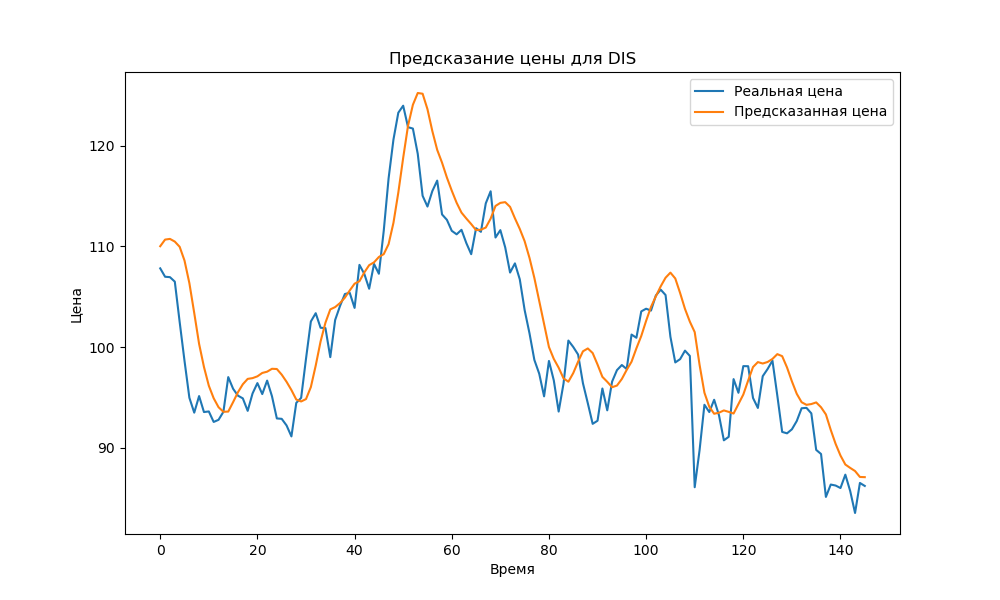 Предсказание цены для DIS
Реальная цена
Предсказанная цена
Цена
120
110
100
90
0 20 40 60 80 100 120 140
Время